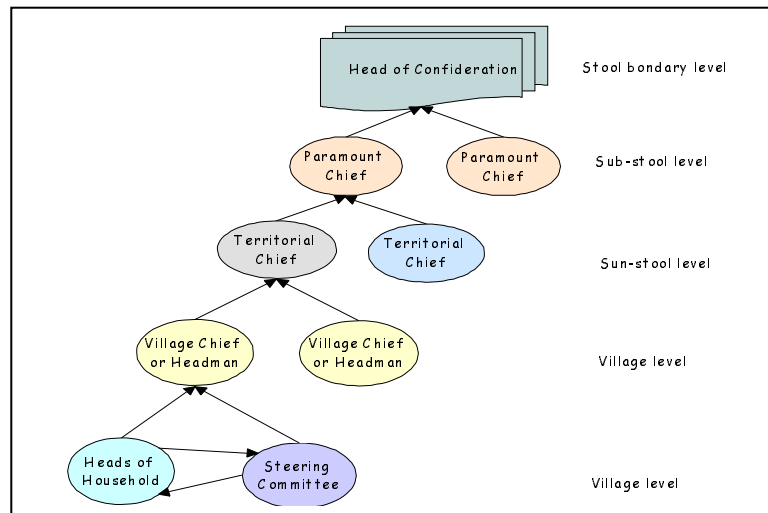 Head of Confideration
Stool bondary level
Paramount
Chief
Paramount
Chief
Sub-stool level
Territorial
Chief
Territorial
Chief
Sun-stool level
Village Chief
or Headman
Village Chief
or Headman
Village level
Heads of
Household
Steering
Committee
Village level